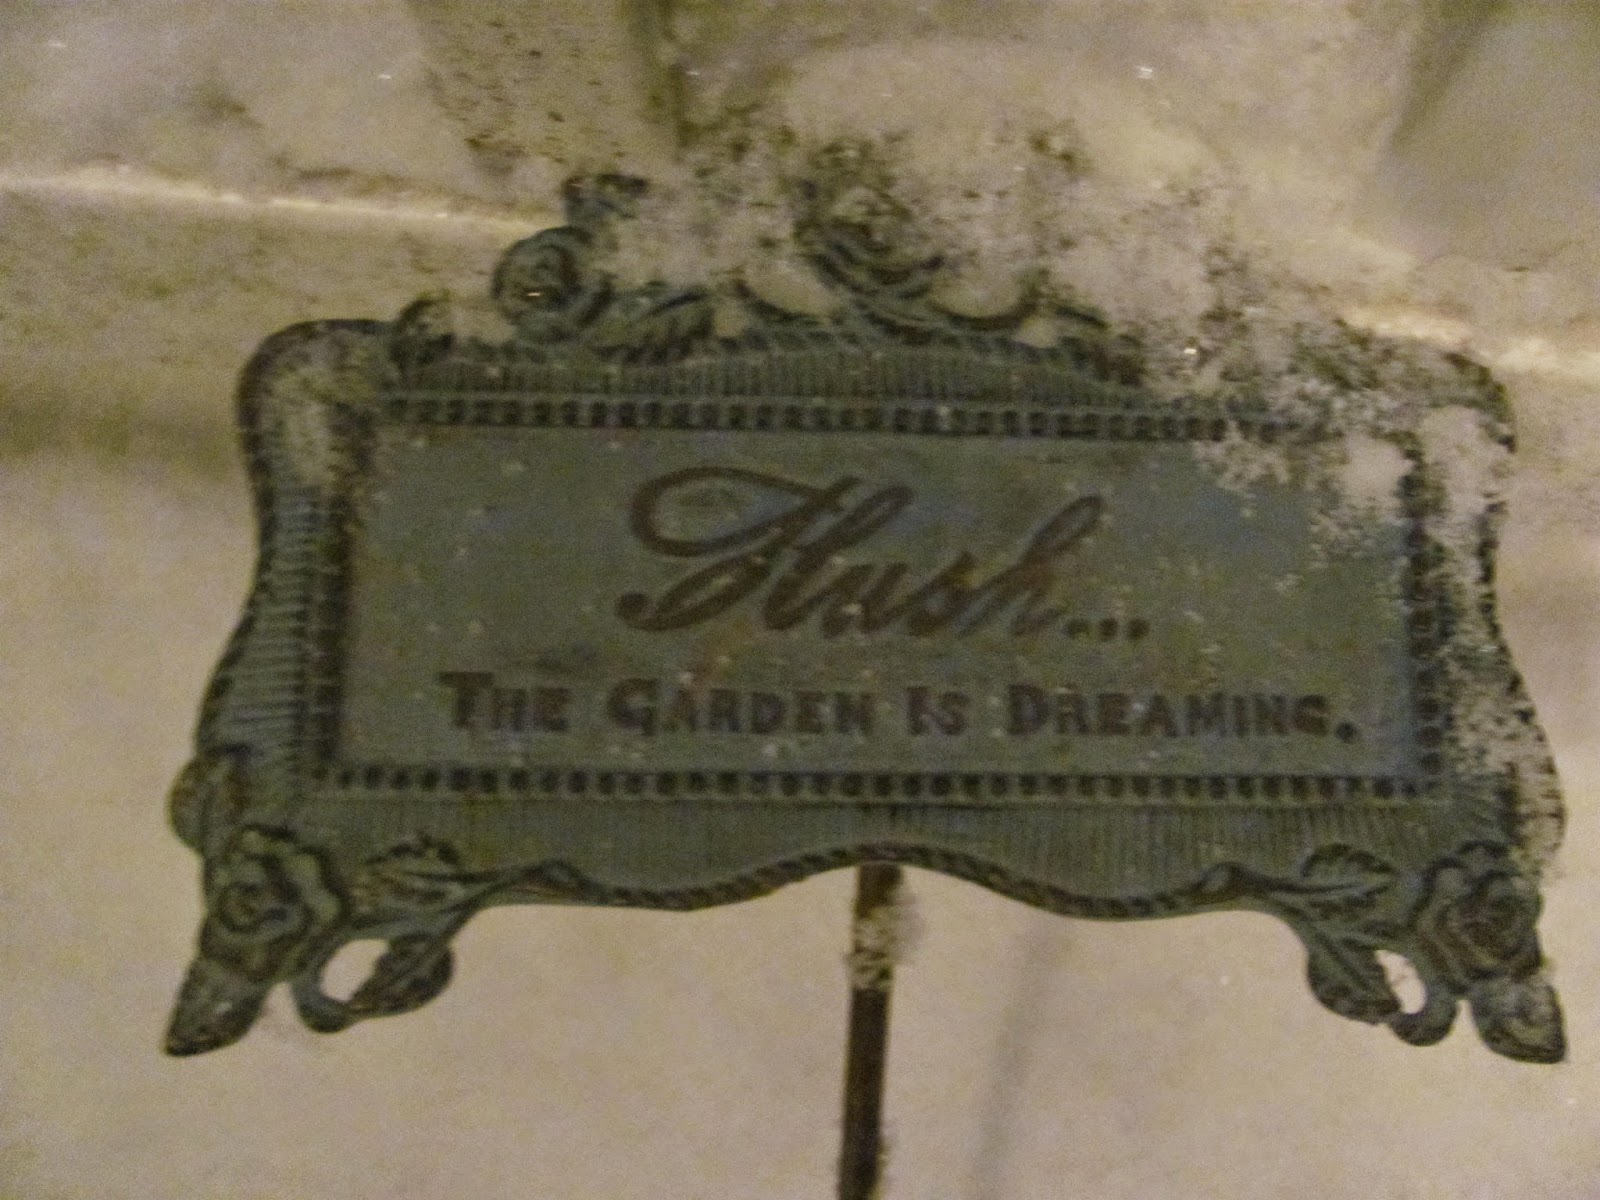 Hush...
THE GARDEN IS DREAMING.